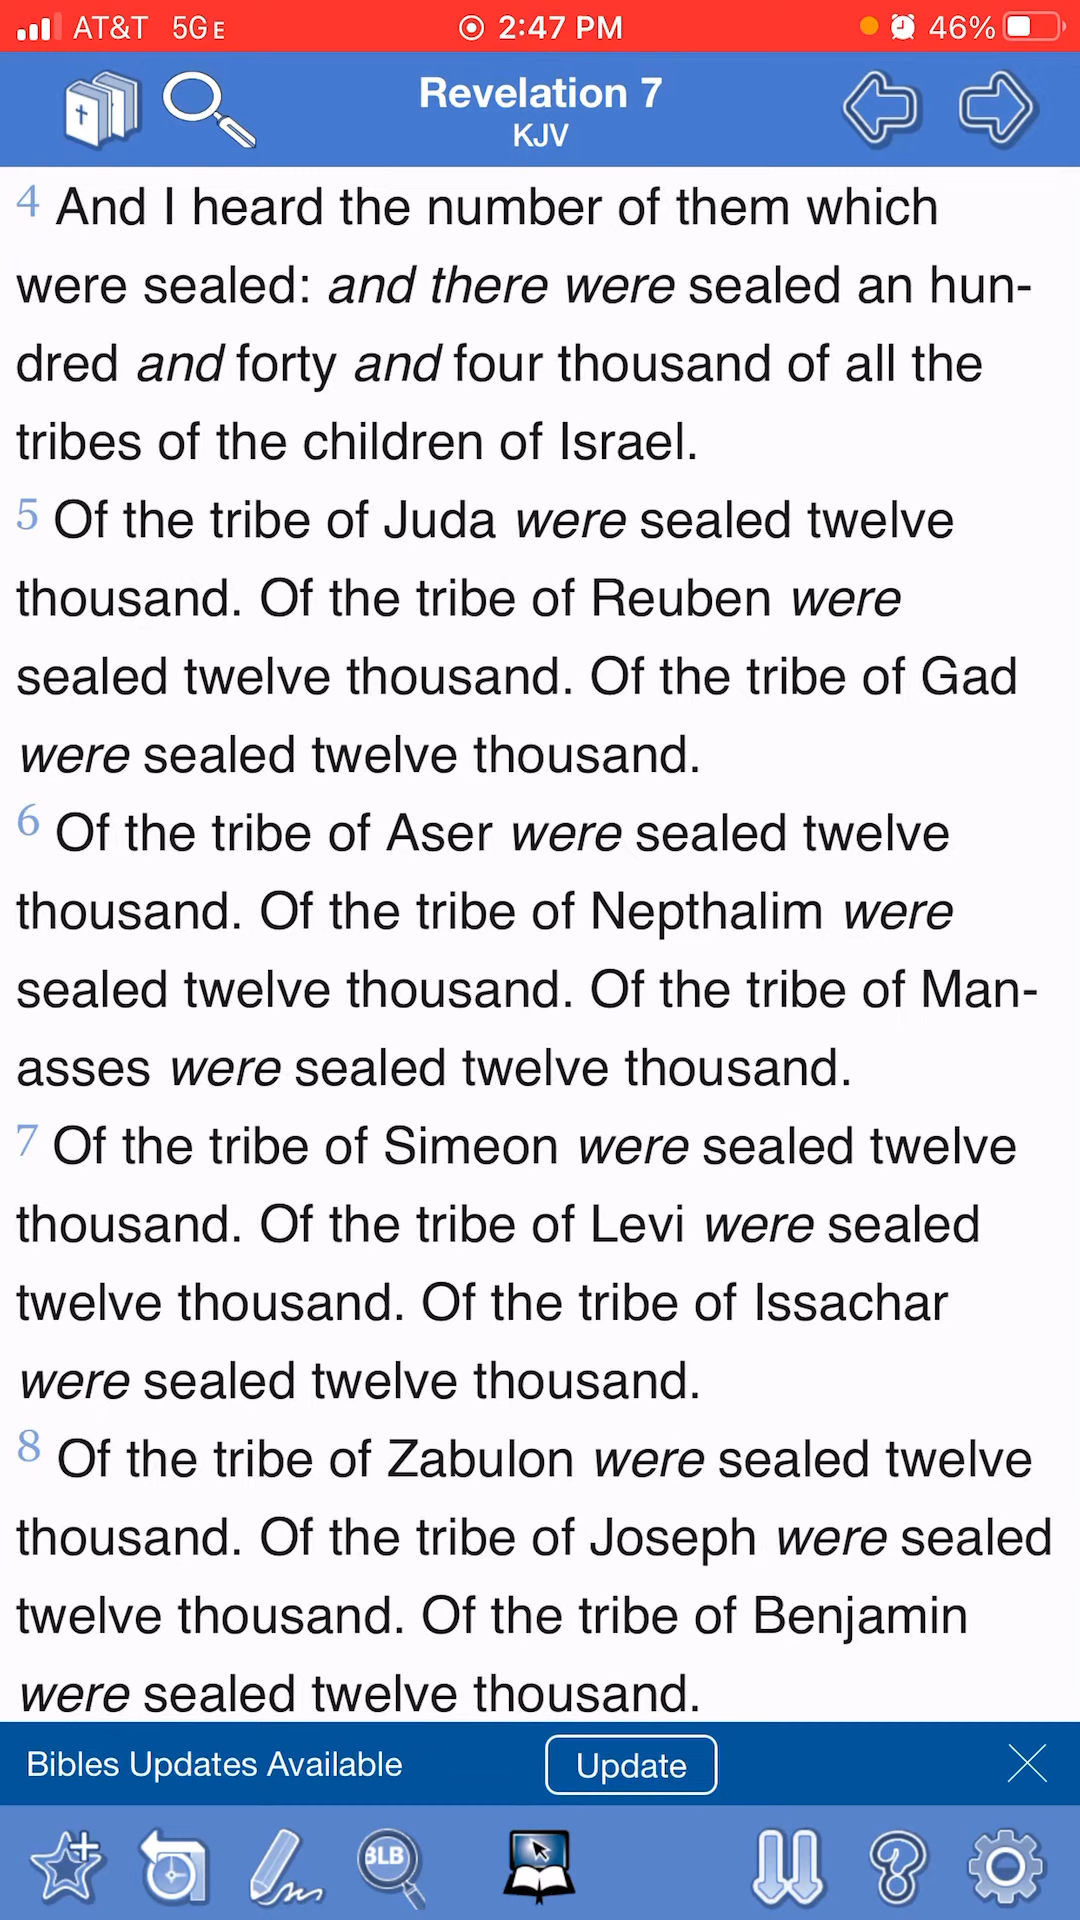 AT&T 5GE 2:47 PM 46%
Revelation 7
KJV
4 And I heard the number of them which
were sealed: and there were sealed an hun-
dred and forty and four thousand of all the
tribes of the children of Israel.
5 Of the tribe of Juda were sealed twelve
thousand. Of the tribe of Reuben were
sealed twelve thousand. Of the tribe of Gad
were sealed twelve thousand.
6 Of the tribe of Aser were sealed twelve
thousand. Of the tribe of Nepthalim were
sealed twelve thousand. Of the tribe of Man-
asses were sealed twelve thousand.
7 Of the tribe of Simeon were sealed twelve
thousand. Of the tribe of Levi were sealed
twelve thousand. Of the tribe of Issachar
were sealed twelve thousand.
8 Of the tribe of Zabulon were sealed twelve
thousand. Of the tribe of Joseph were sealed
twelve thousand. Of the tribe of Benjamin
were sealed twelve thousand.
Bibles Updates Available Update
BLB